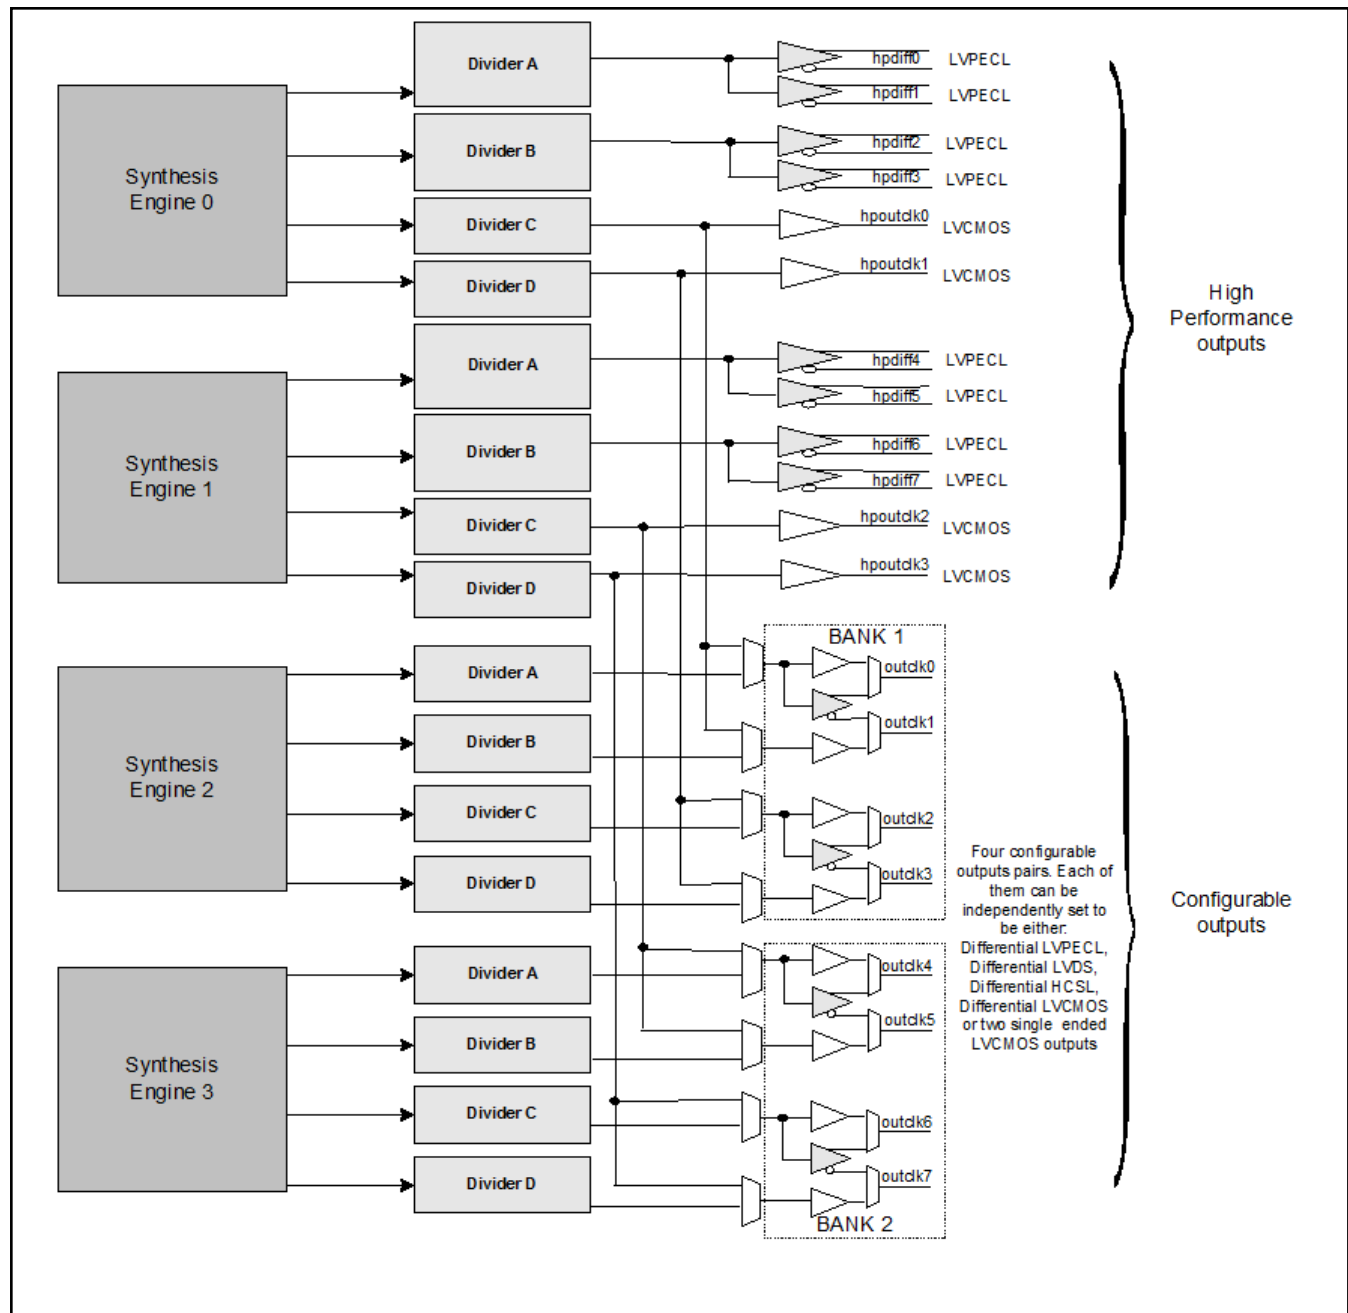 Divider A
hpdiff0 LVPECL
hpdiff1 LVPECL
Synthesis
Engine 0
Divider B
hpdiff2 LVPECL
hpdiff3 LVPECL
Divider C
hpoutclk0 LVCMOS
Divider D
hpoutclk1 LVCMOS
High
Performance
outputs
Divider A
hpdiff4 LVPECL
hpdiff5 LVPECL
Synthesis
Engine 1
Divider B
hpdiff6 LVPECL
hpdiff7 LVPECL
Divider C
hpoutclk2 LVCMOS
Divider D
hpoutclk3 LVCMOS
BANK 1
Divider A
outclk0
outclk1
Synthesis
Engine 2
Divider B
Divider C
outclk2
Divider D
outclk3
Four configurable
outputs pairs. Each of
them can be
independently set to
be either:
Differential LVPECL,
Differential LVDS,
Differential HCSL,
Differential LVCMOS
or two single ended
LVCMOS outputs
Configurable
outputs
Divider A
outclk4
outclk5
Synthesis
Engine 3
Divider B
Divider C
outclk6
Divider D
outclk7
BANK 2